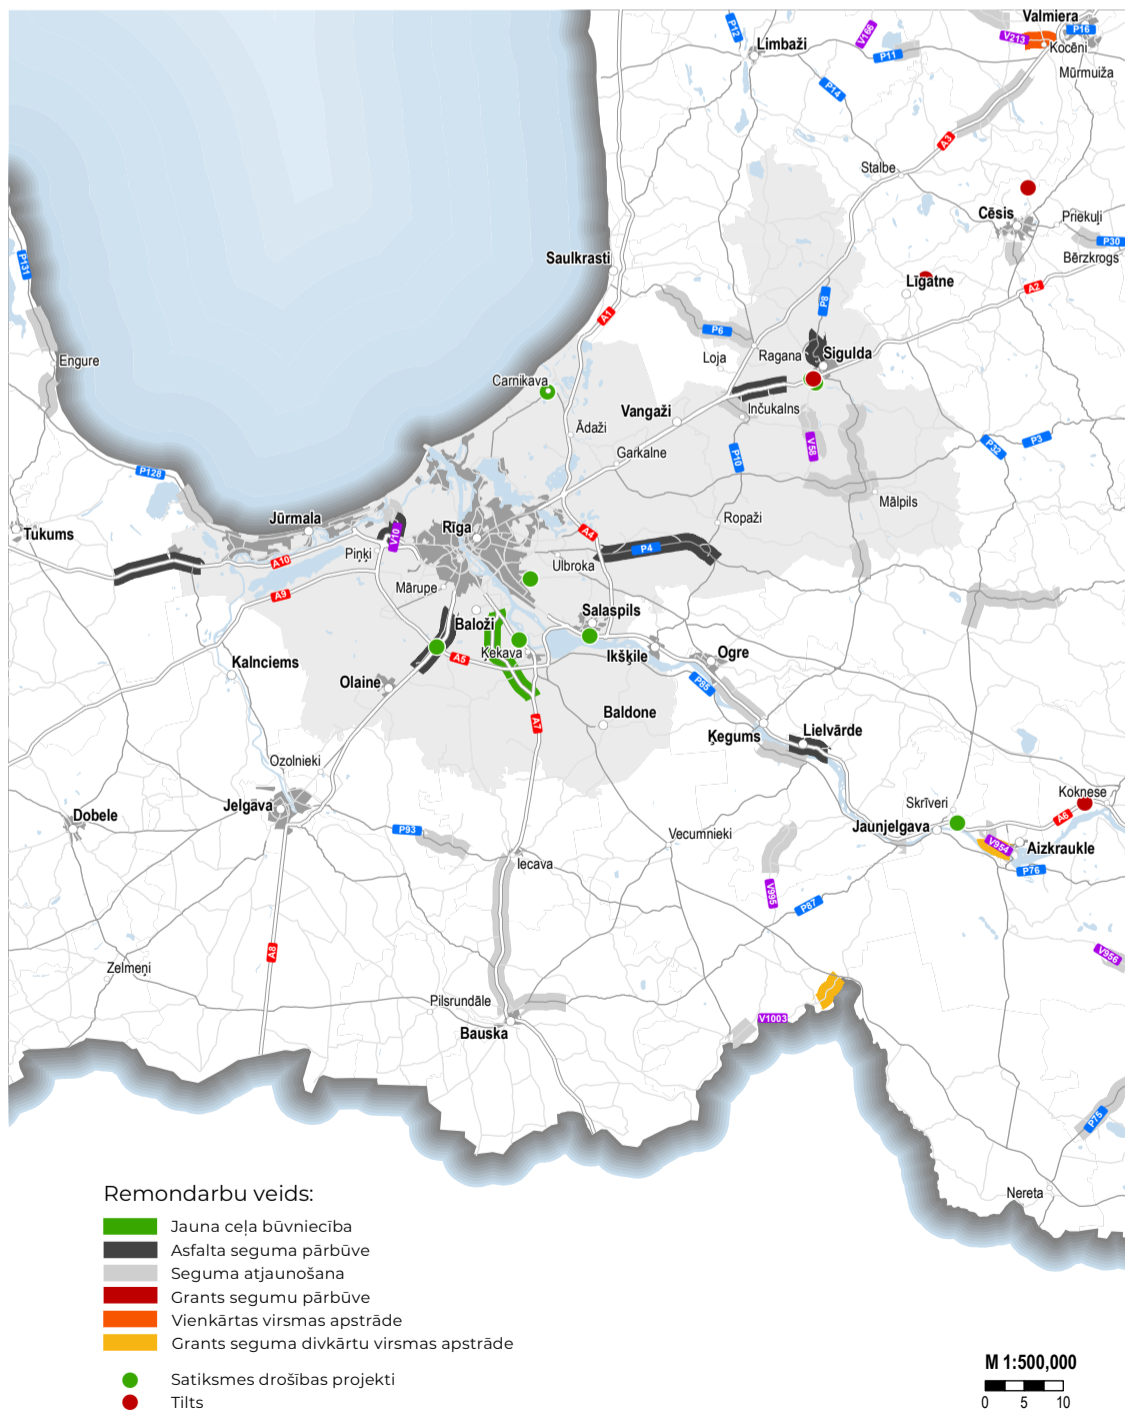 Valmiera
P12
V166
V213
P16
Limbaži
P11
Kocēni
Mūrmuiža
P14
A3
Stalbe
Cēsis
Priekuļi
P30
Bērzkrogs
P131
Saulkrasti
Līgatne
A2
P8
A1
P6
Loja
Ragana
Sigulda
Engure
Carnikava
Vangaži
Inčukalns
Ādaži
Garkalne
P10
V58
P32
P3
P128
Mālpils
Jūrmala
Rīga
Ropaži
Tukums
V10
A4
Piņķi
P4
A10
Ulbroka
A9
Mārupe
Salaspils
Baloži
Ķekava
A5
Ikšķile
Ogre
Kalnciems
Olaine
P85
Baldone
A7
Ķegums
Lielvārde
Ozolnieki
Jelgava
Dobele
Skrīveri
Koknese
A6
Jaunjelgava
P93
Vecumnieki
V954
Aizkraukle
Iecava
P76
V995
P87
A8
V956
Zelmeņi
Pilsrundāle
V1003
Bauska
P75
Nereta
Remondarbu veids:
Jauna ceļa būvniecība
Asfalta seguma pārbūve
Seguma atjaunošana
Grants segumu pārbūve
Vienkārtas virsmas apstrāde
Grants seguma divkārtu virsmas apstrāde
Satiksmes drošības projekti
Tilts
M 1:500,000
0 5 10